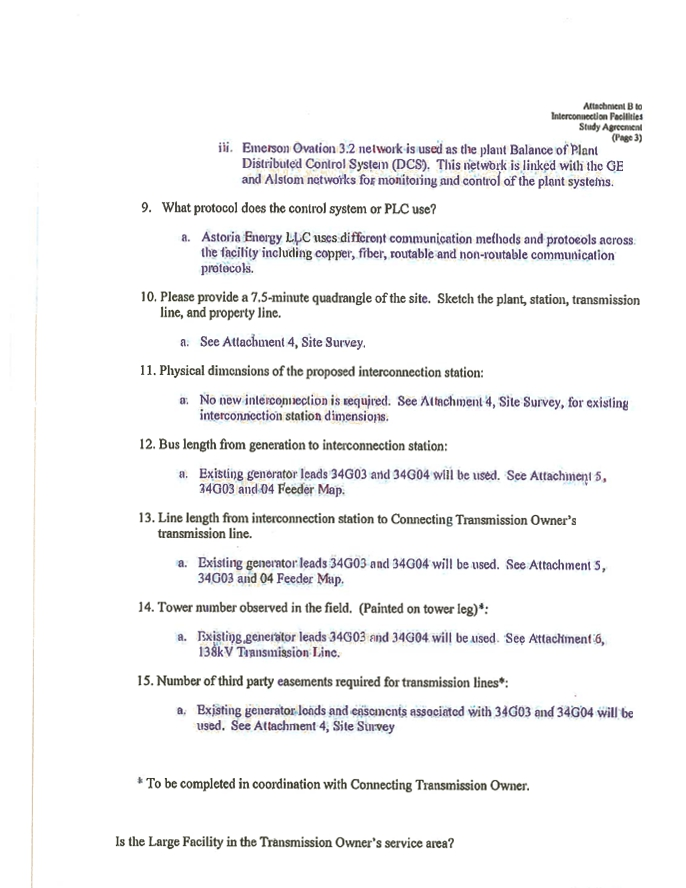 Attachment B to
Interconnection Facilities
Study Agreement
(Page 3)
iii. Emerson Ovation 3.2 network is used as the plant Balance of Plant
Distributed Control System (DCS). This network is linked with the GE
and Alstom networks for monitoring and control of the plant systems.
9. What protocol does the control system or PLC use?
a. Astoria Energy LLC uses different communication methods and protocols across
the facility including copper, fiber, routable and non-routable communication
protocols.
10. Please provide a 7.5-minute quadrangle of the site. Sketch the plant, station, transmission
line, and property line.
a. See Attachment 4, Site Survey.
11. Physical dimensions of the proposed interconnection station:
a. No new interconnection is required. See Attachment 4, Site Survey, for existing
interconnection station dimensions.
12. Bus length from generation to interconnection station:
a. Existing generator leads 34G03 and 34G04 will be used. See Attachment 5,
34G03 and 04 Feeder Map.
13. Line length from interconnection station to Connecting Transmission Owner's
transmission line.
a. Existing generator leads 34G03 and 34G04 will be used. See Attachment 5,
34G03 and 04 Feeder Map.
14. Tower number observed in the field. (Painted on tower leg)*:
a. Existing generator leads 34G03 and 34G04 will be used. See Attachment 6,
138kV Transmission Line.
15. Number of third party easements required for transmission lines*:
a. Existing generator leads and easements associated with 34G03 and 34G04 will be
used. See Attachment 4, Site Survey
* To be completed in coordination with Connecting Transmission Owner.
Is the Large Facility in the Transmission Owner's service area?